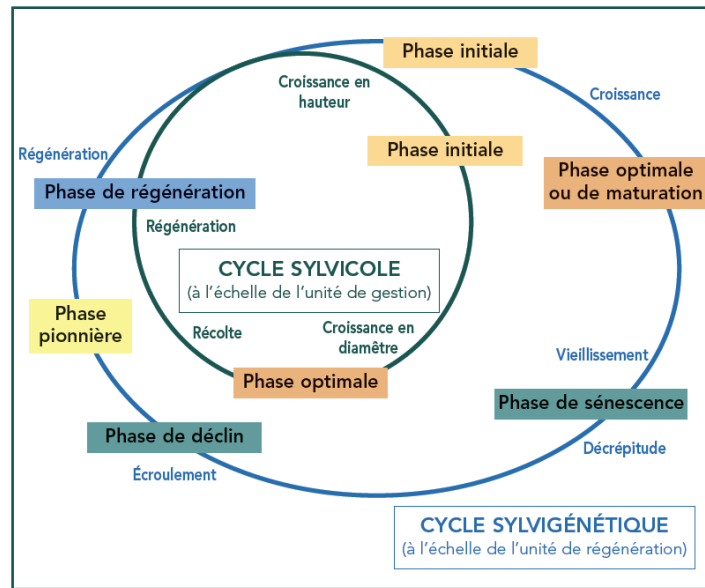 Phase initiale
Croissance en
hauteur
Croissance
Phase initiale
Régénération
Phase optimale
ou de maturation
Phase de régénération
Régénération
CYCLE SYLVICOLE
(à l'échelle de l'unité de gestion)
Phase
pionnière
Récolte
Croissance en
diamêtre
Vieillissement
Phase optimale
Phase de sénescence
Phase de déclin
Décrépitude
Écroulement
CYCLE SYLVIGÉNÉTIQUE
(à l'échelle de l'unité de régénération)